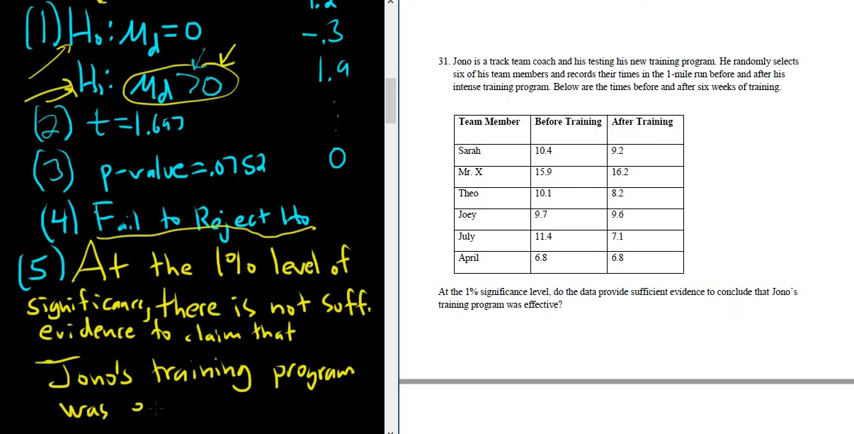 1.2
(1) H₀: μd = 0
-.3
H₁: μd > 0
1.9
(2) t = 1.697
(3) p-value = .0752
0
(4) Fail to Reject Ho
(5) At the 1% level of
significance, there is not suff.
evidence to claim that
Jono's training program
was
31. Jono is a track team coach and his testing his new training program. He randomly selects
six of his team members and records their times in the 1-mile run before and after his
intense training program. Below are the times before and after six weeks of training.
Team Member Before Training After Training
Sarah 10.4 9.2
Mr. X 15.9 16.2
Theo 10.1 8.2
Joey 9.7 9.6
July 11.4 7.1
April 6.8 6.8
At the 1% significance level, do the data provide sufficient evidence to conclude that Jono's
training program was effective?